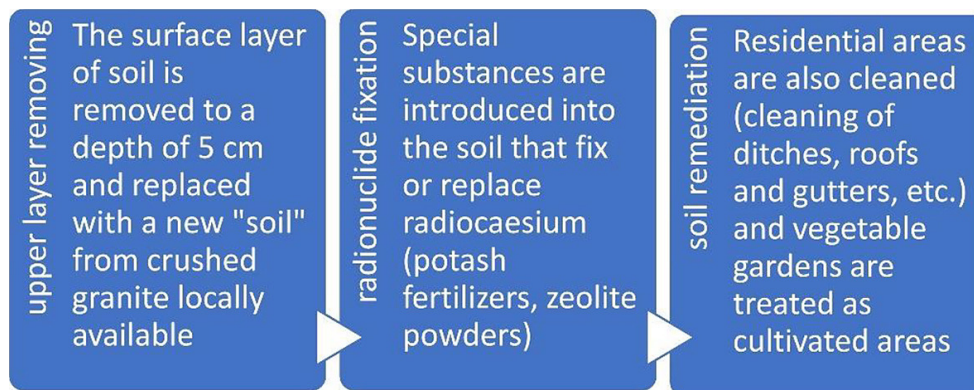 upper layer removing
The surface layer
of soil is
removed to a
depth of 5 cm
and replaced
with a new "soil"
from crushed
granite locally
available
radionuclide fixation
Special
substances are
introduced into
the soil that fix
or replace
radiocaesium
(potash
fertilizers, zeolite
powders)
soil remediation
Residential areas
are also cleaned
(cleaning of
ditches, roofs
and gutters, etc.)
and vegetable
gardens are
treated as
cultivated areas